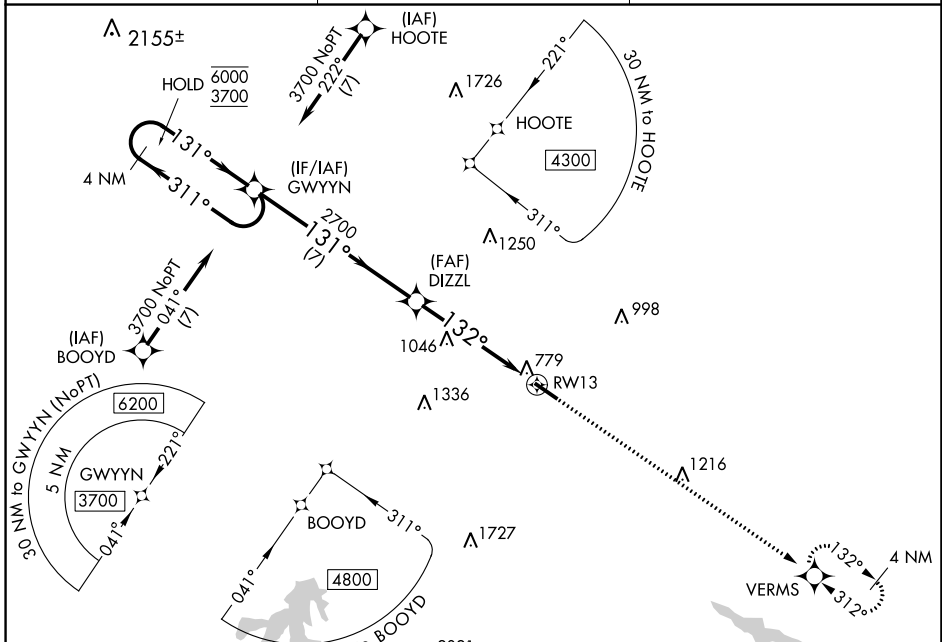 2155±
(IAF)
HOOTE
3700 NoPT
222°
(7)
HOLD
6000
3700
1726
221°
30 NM to HOOTE
HOOTE
4300
311°
131°
4 NM
311°
(IF/IAF)
GWYYN
2700
131°
(7)
1250
(FAF)
DIZZL
3700 NoPT
041°
(7)
(IAF)
BOOYD
132°
998
1046
779
RW13
1336
30 NM to GWYYN (NoPT)
6200
5 NM
221°
GWYYN
3700
041°
BOOYD
311°
041°
4800
BOOYD
1727
1216
132°
4 NM
VERMS
312°